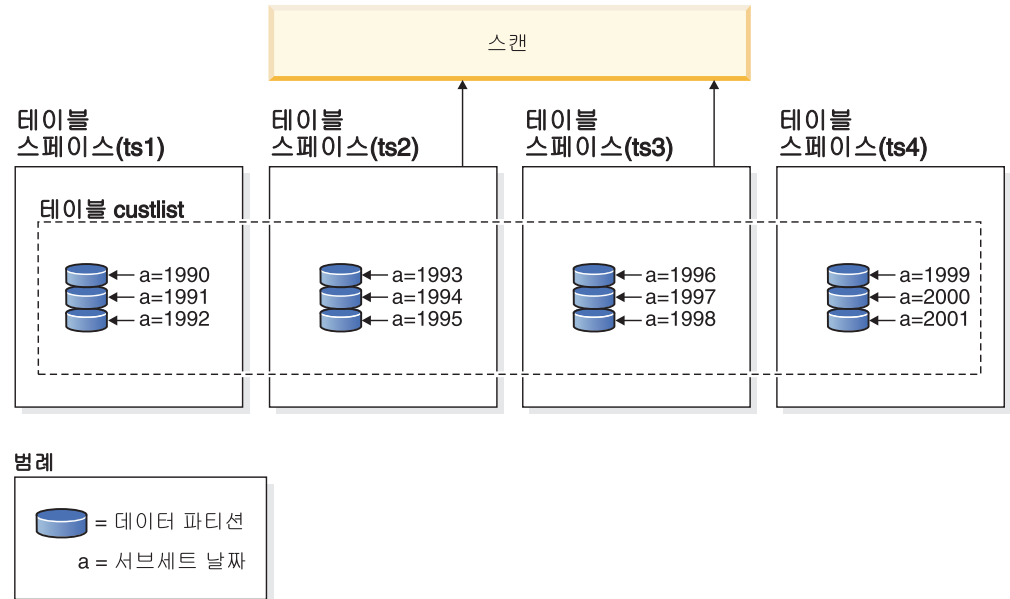 스캔
테이블
스페이스(ts1)
테이블
스페이스(ts2)
테이블
스페이스(ts3)
테이블
스페이스(ts4)
테이블 custlist
a=1990
a=1991
a=1992
a=1993
a=1994
a=1995
a=1996
a=1997
a=1998
a=1999
a=2000
a=2001
범례
= 데이터 파티션
a = 서브세트 날짜